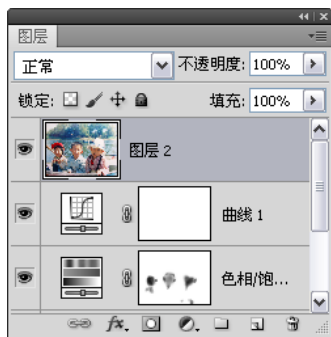 图层
正常 不透明度: 100%
锁定: 填充: 100%
图层 2
曲线 1
色相/饱...
fx.